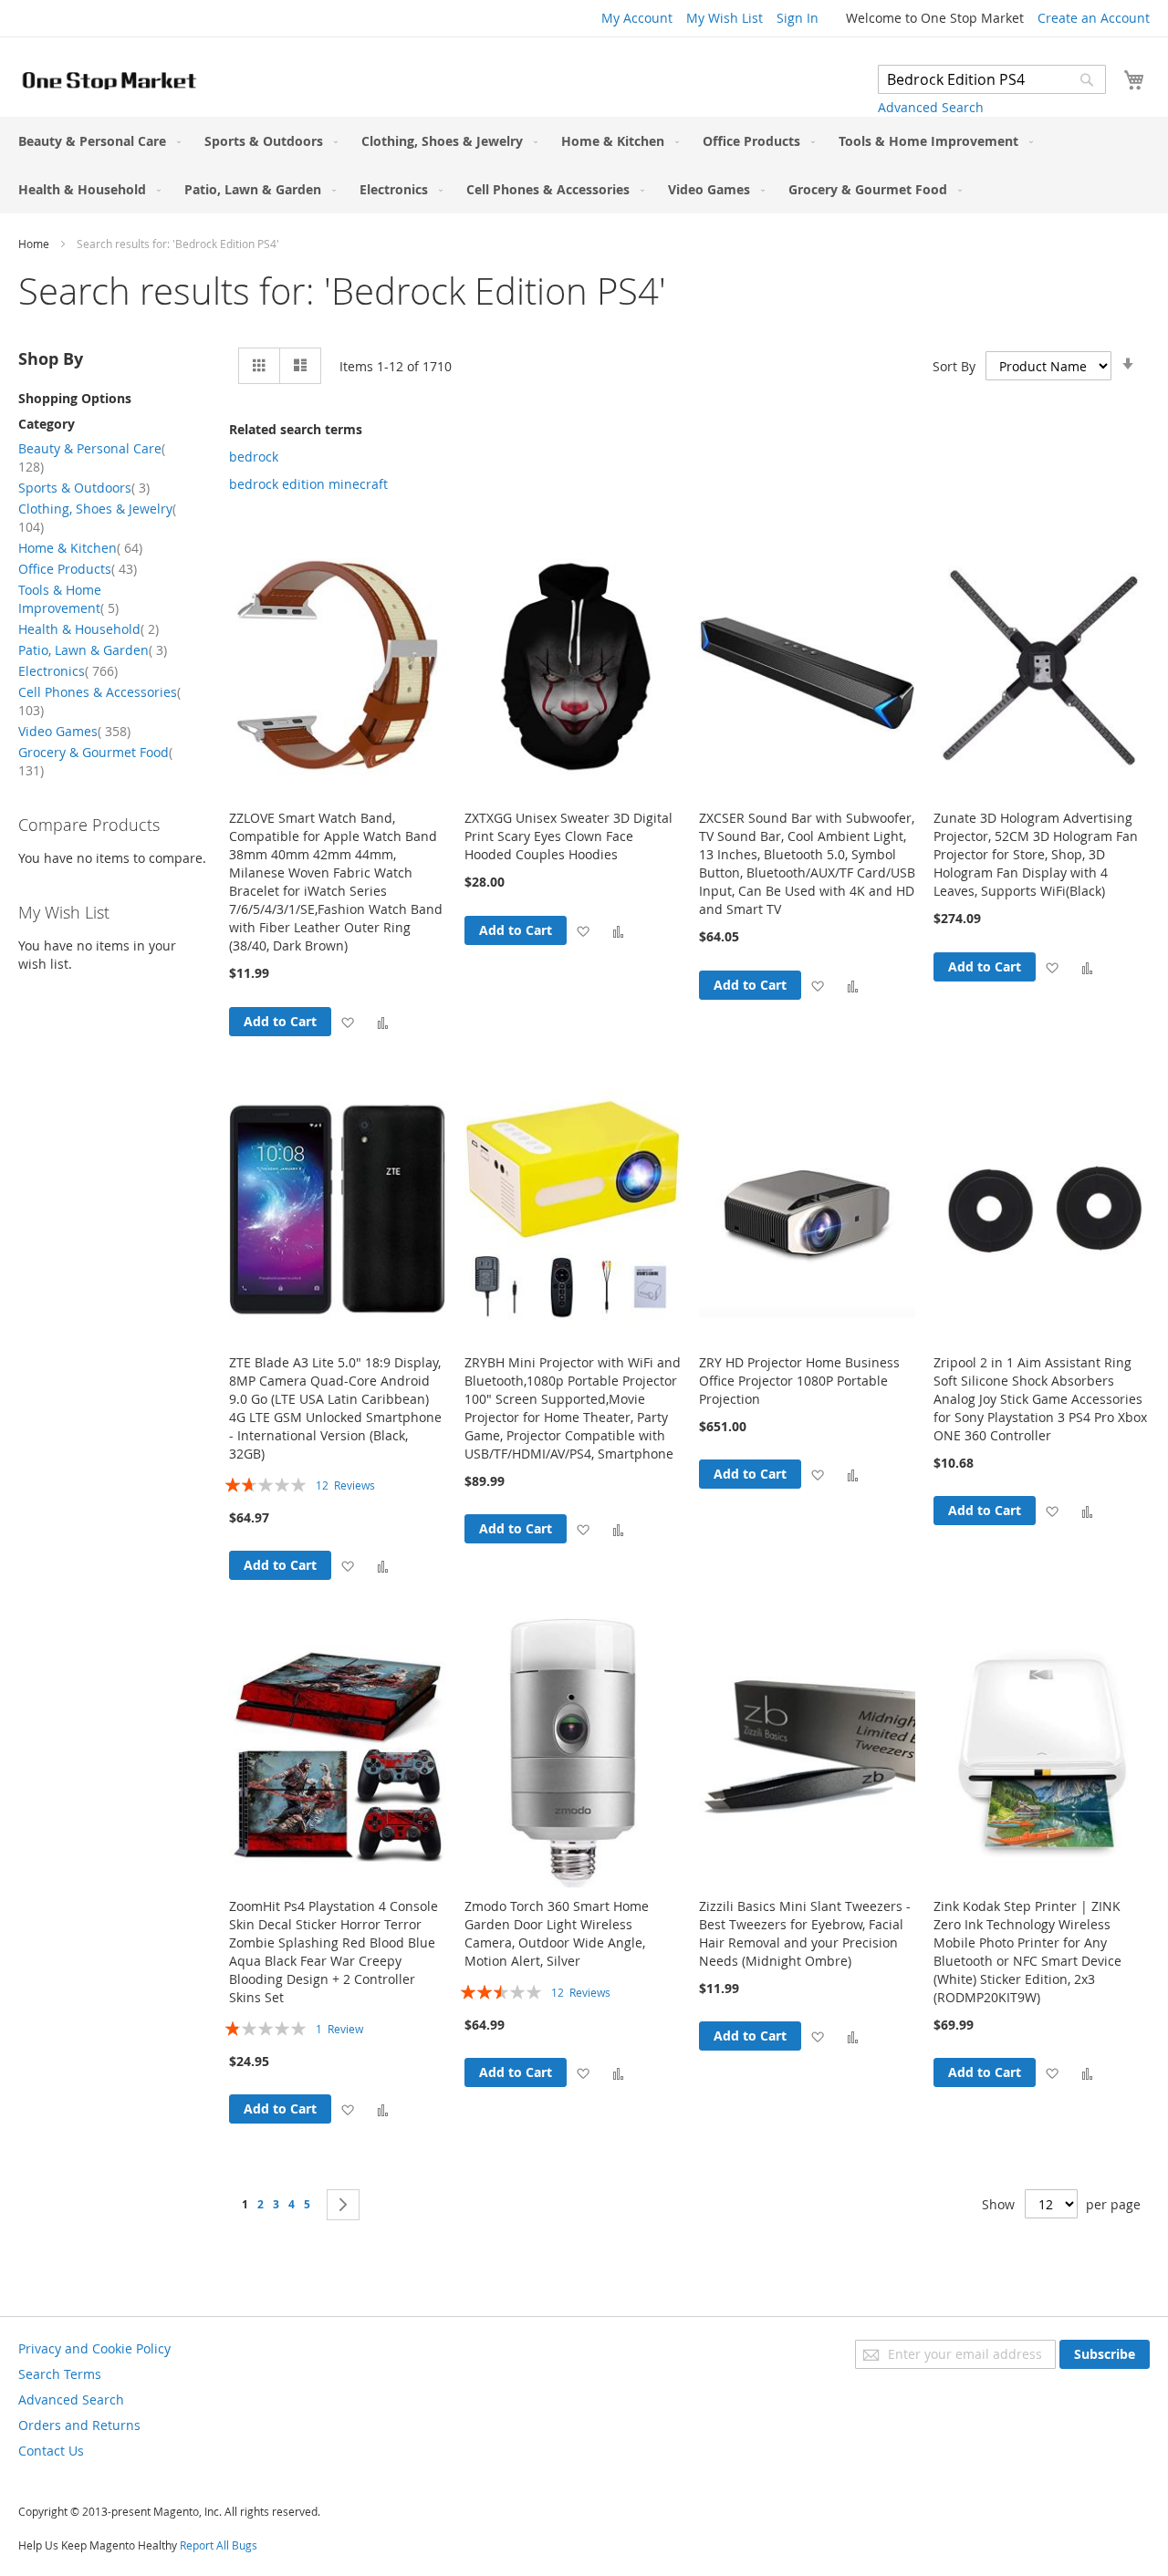 My Account My Wish List Sign In Welcome to One Stop Market Create an Account
One Stop Market
Bedrock Edition PS4
Advanced Search
Beauty & Personal Care Sports & Outdoors Clothing, Shoes & Jewelry Home & Kitchen Office Products Tools & Home Improvement
Health & Household Patio, Lawn & Garden Electronics Cell Phones & Accessories Video Games Grocery & Gourmet Food
Home Search results for: 'Bedrock Edition PS4'
Search results for: 'Bedrock Edition PS4'
Shop By
Shopping Options
Category
Beauty & Personal Care(
128)
Sports & Outdoors( 3)
Clothing, Shoes & Jewelry(
104)
Home & Kitchen( 64)
Office Products( 43)
Tools & Home
Improvement( 5)
Health & Household( 2)
Patio, Lawn & Garden( 3)
Electronics( 766)
Cell Phones & Accessories(
103)
Video Games( 358)
Grocery & Gourmet Food(
131)
Compare Products
You have no items to compare.
My Wish List
You have no items in your
wish list.
Items 1-12 of 1710
Sort By Product Name
Related search terms
bedrock
bedrock edition minecraft
ZZLOVE Smart Watch Band,
Compatible for Apple Watch Band
38mm 40mm 42mm 44mm,
Milanese Woven Fabric Watch
Bracelet for iWatch Series
7/6/5/4/3/1/SE,Fashion Watch Band
with Fiber Leather Outer Ring
(38/40, Dark Brown)
$11.99
Add to Cart
ZXTXGG Unisex Sweater 3D Digital
Print Scary Eyes Clown Face
Hooded Couples Hoodies
$28.00
Add to Cart
ZXCSER Sound Bar with Subwoofer,
TV Sound Bar, Cool Ambient Light,
13 Inches, Bluetooth 5.0, Symbol
Button, Bluetooth/AUX/TF Card/USB
Input, Can Be Used with 4K and HD
and Smart TV
$64.05
Add to Cart
Zunate 3D Hologram Advertising
Projector, 52CM 3D Hologram Fan
Projector for Store, Shop, 3D
Hologram Fan Display with 4
Leaves, Supports WiFi(Black)
$274.09
Add to Cart
10:08
ZTE
ZTE Blade A3 Lite 5.0" 18:9 Display,
8MP Camera Quad-Core Android
9.0 Go (LTE USA Latin Caribbean)
4G LTE GSM Unlocked Smartphone
- International Version (Black,
32GB)
12 Reviews
$64.97
Add to Cart
ZRYBH Mini Projector with WiFi and
Bluetooth,1080p Portable Projector
100" Screen Supported,Movie
Projector for Home Theater, Party
Game, Projector Compatible with
USB/TF/HDMI/AV/PS4, Smartphone
$89.99
Add to Cart
ZRY HD Projector Home Business
Office Projector 1080P Portable
Projection
$651.00
Add to Cart
Zripool 2 in 1 Aim Assistant Ring
Soft Silicone Shock Absorbers
Analog Joy Stick Game Accessories
for Sony Playstation 3 PS4 Pro Xbox
ONE 360 Controller
$10.68
Add to Cart
ZoomHit Ps4 Playstation 4 Console
Skin Decal Sticker Horror Terror
Zombie Splashing Red Blood Blue
Aqua Black Fear War Creepy
Blooding Design + 2 Controller
Skins Set
1 Review
$24.95
Add to Cart
zmodo
Zmodo Torch 360 Smart Home
Garden Door Light Wireless
Camera, Outdoor Wide Angle,
Motion Alert, Silver
12 Reviews
$64.99
Add to Cart
zb
Zizzili Basics
Midnigh
Limited E
Tweezers
zb
Zizzili Basics Mini Slant Tweezers -
Best Tweezers for Eyebrow, Facial
Hair Removal and your Precision
Needs (Midnight Ombre)
$11.99
Add to Cart
Kodak
Zink Kodak Step Printer | ZINK
Zero Ink Technology Wireless
Mobile Photo Printer for Any
Bluetooth or NFC Smart Device
(White) Sticker Edition, 2x3
(RODMP20KIT9W)
$69.99
Add to Cart
1 2 3 4 5
Show 12 per page
Privacy and Cookie Policy
Search Terms
Advanced Search
Orders and Returns
Contact Us
Enter your email address Subscribe
Copyright © 2013-present Magento, Inc. All rights reserved.
Help Us Keep Magento Healthy Report All Bugs